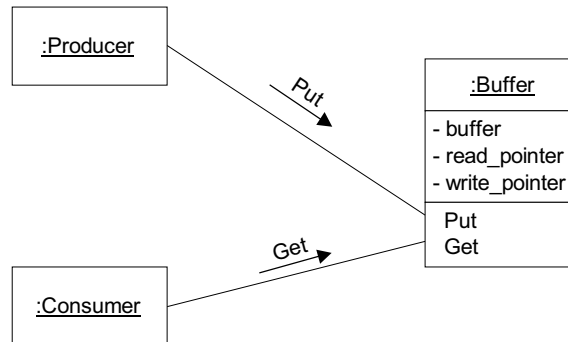 :Producer
Put
:Buffer
- buffer
- read_pointer
- write_pointer
Put
Get
Get
:Consumer